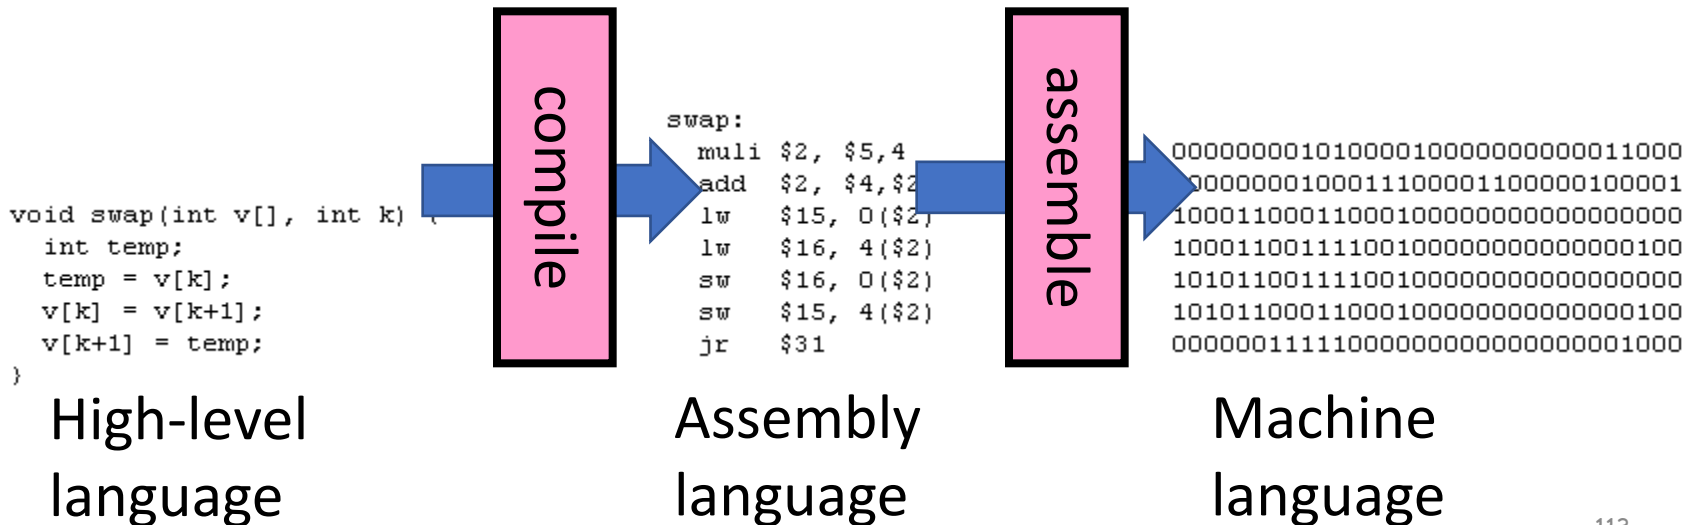 void swap(int v[], int k) {
int temp;
temp = v[k];
v[k] = v[k+1];
v[k+1] = temp;
}
High-level
language
compile
swap:
muli $2, $5,4
add $2, $4,$2
lw $15, 0($2)
lw $16, 4($2)
sw $16, 0($2)
sw $15, 4($2)
jr $31
Assembly
language
assemble
00000000101000010000000000011000
00000000100011100001100000100001
10001100011000100000000000000000
10001100111100100000000000000100
10101100111100100000000000000000
10101100011000100000000000000100
00000011111000000000000000001000
Machine
language